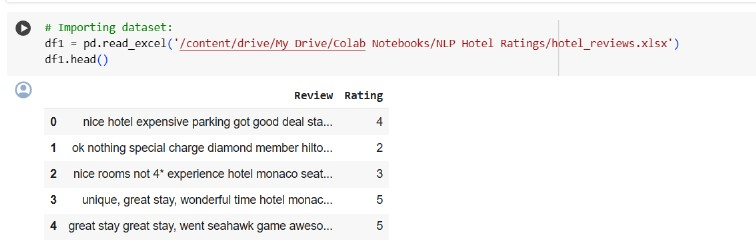 # Importing dataset:
df1 = pd.read_excel('/content/drive/My Drive/Colab Notebooks/NLP Hotel Ratings/hotel_reviews.xlsx')
df1.head()
Review Rating
0 nice hotel expensive parking got good deal sta... 4
1 ok nothing special charge diamond member hilto... 2
2 nice rooms not 4* experience hotel monaco seat... 3
3 unique, great stay, wonderful time hotel monac... 5
4 great stay great stay, went seahawk game aweso... 5